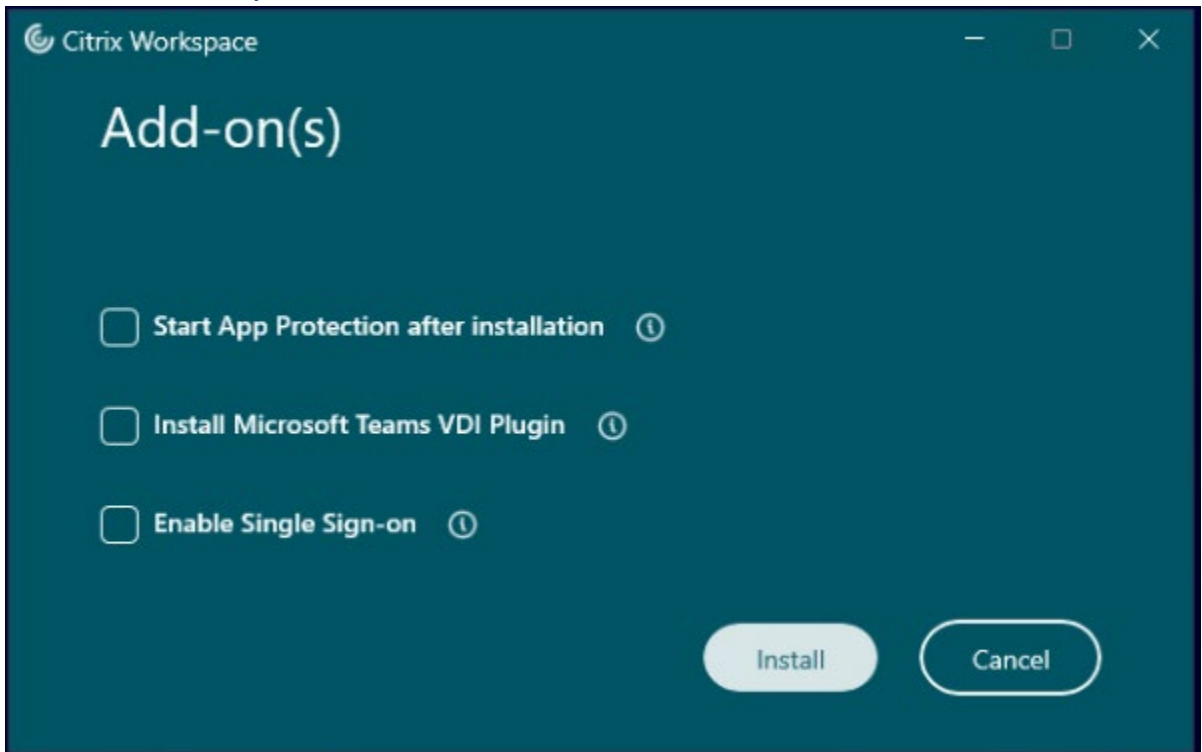 Citrix Workspace
Add-on(s)
Start App Protection after installation
Install Microsoft Teams VDI Plugin
Enable Single Sign-on
Install Cancel